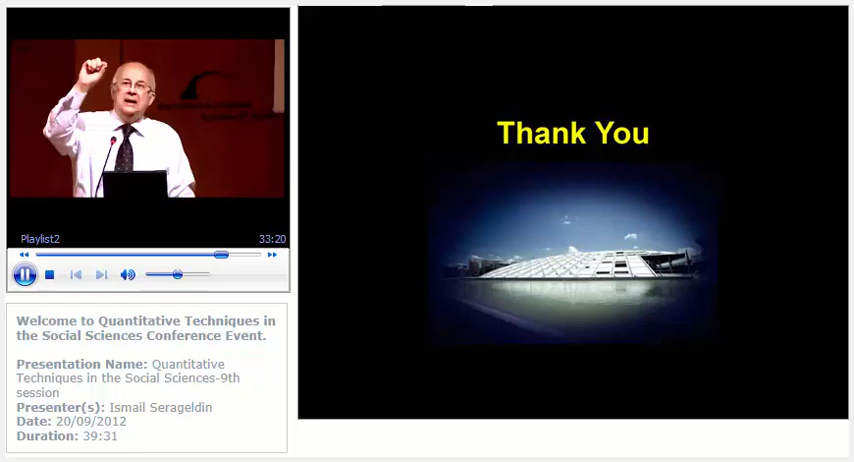 Thank You
Playlist2 33:20
Welcome to Quantitative Techniques in
the Social Sciences Conference Event.
Presentation Name: Quantitative
Techniques in the Social Sciences-9th
session
Presenter(s): Ismail Serageldin
Date: 20/09/2012
Duration: 39:31